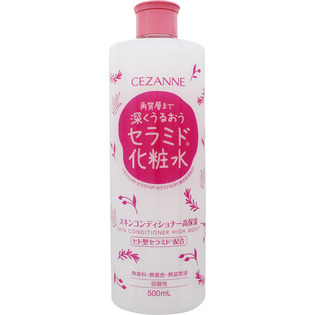 CEZANNE
角質層まで
深くうるおう
セラミド
化粧水
スキンコンディショナー高保湿
SKIN CONDITIONER HIGH MOIST
ヒト型セラミド配合
無香料・無着色・無鉱物油
弱酸性
500mL